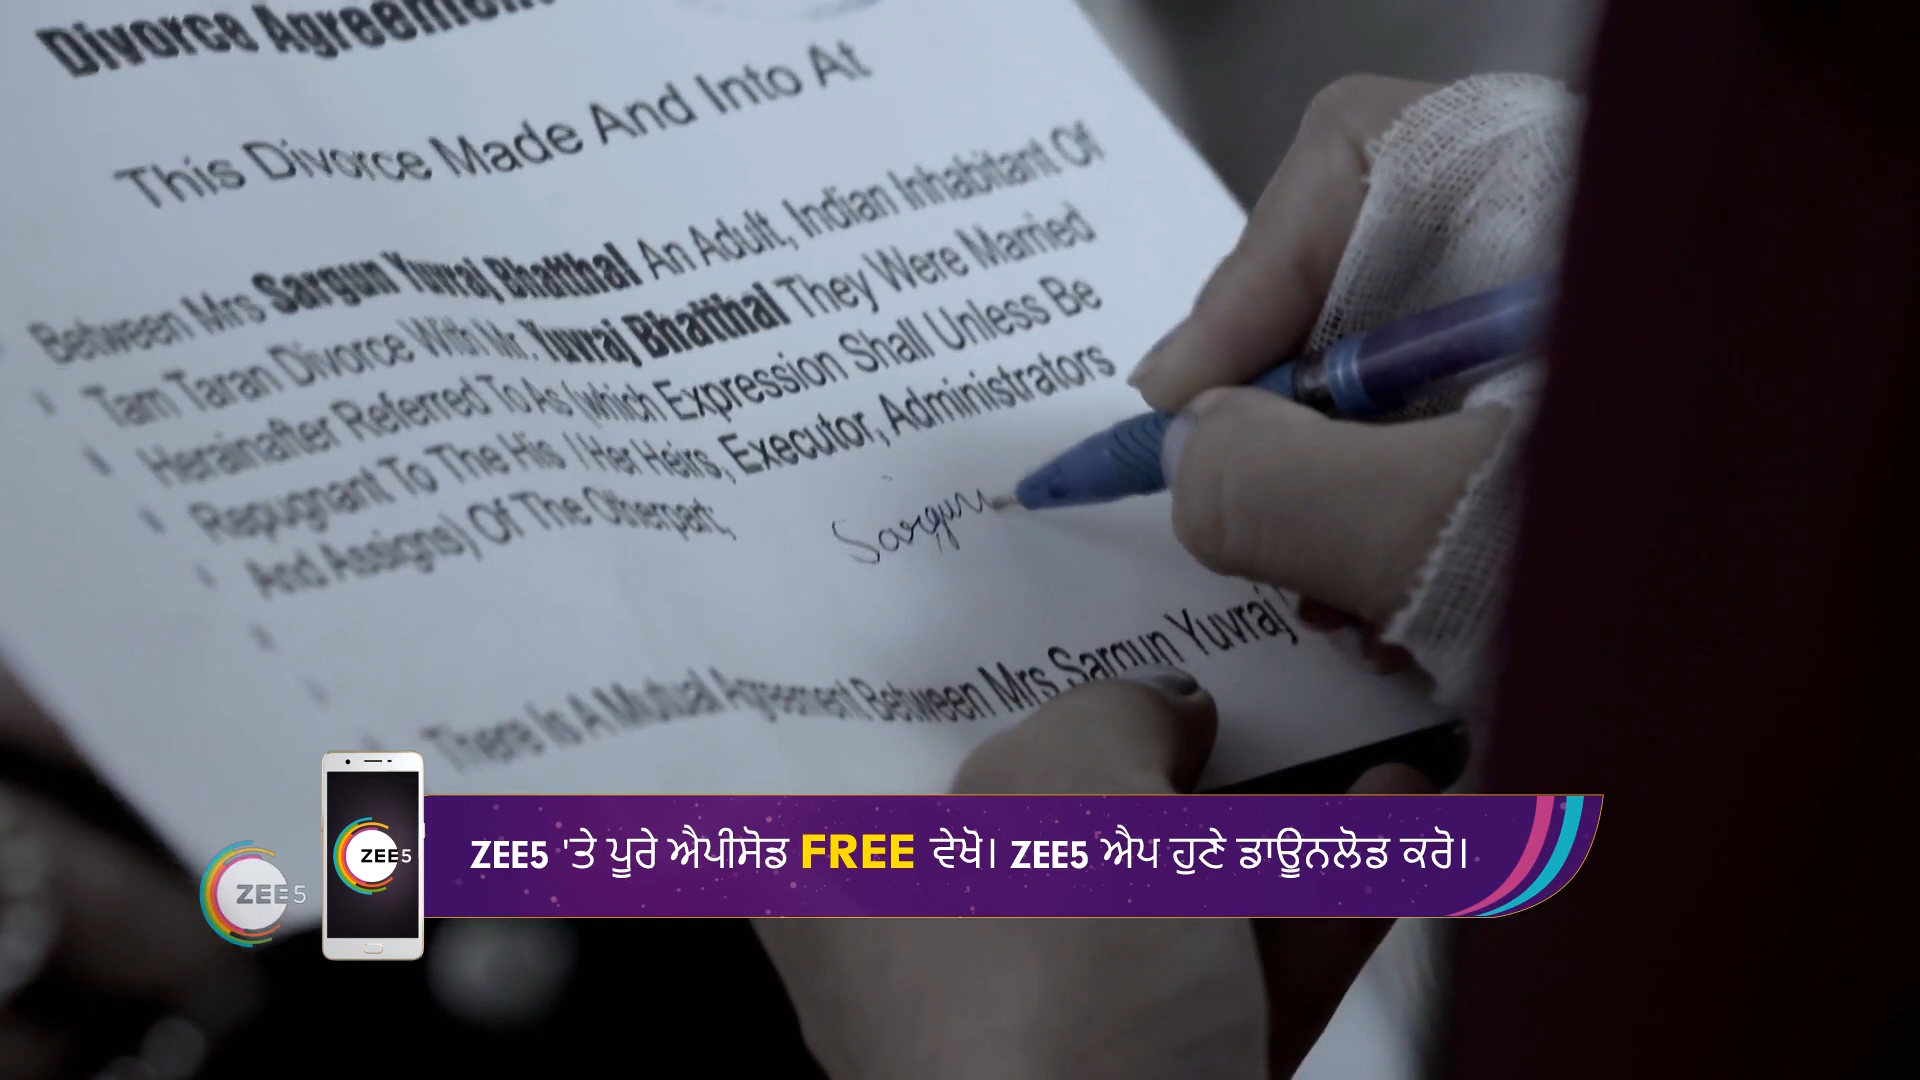 Divorce Agreement
This Divorce Made And Into At
Between Mrs Sargun Yuvraj Bhatthal An Adult, Indian Inhabitant Of
Tarn Taran Divorce With Mr. Yuvraj Bhatthal They Were Married
Herainafter Referred To As (which Expression Shall Unless Be
Repugnant To The His / Her Heirs, Executor, Administrators
And Assigns) Of The Otherpart;
Sargun
There Is A Mutual Agreement Between Mrs Sargun Yuvraj
ZEE5
ZEE5
ZEE5 'ਤੇ ਪੂਰੇ ਐਪੀਸੋਡ FREE ਵੇਖੋ। ZEE5 ਐਪ ਹੁਣੇ ਡਾਊਨਲੋਡ ਕਰੋ।